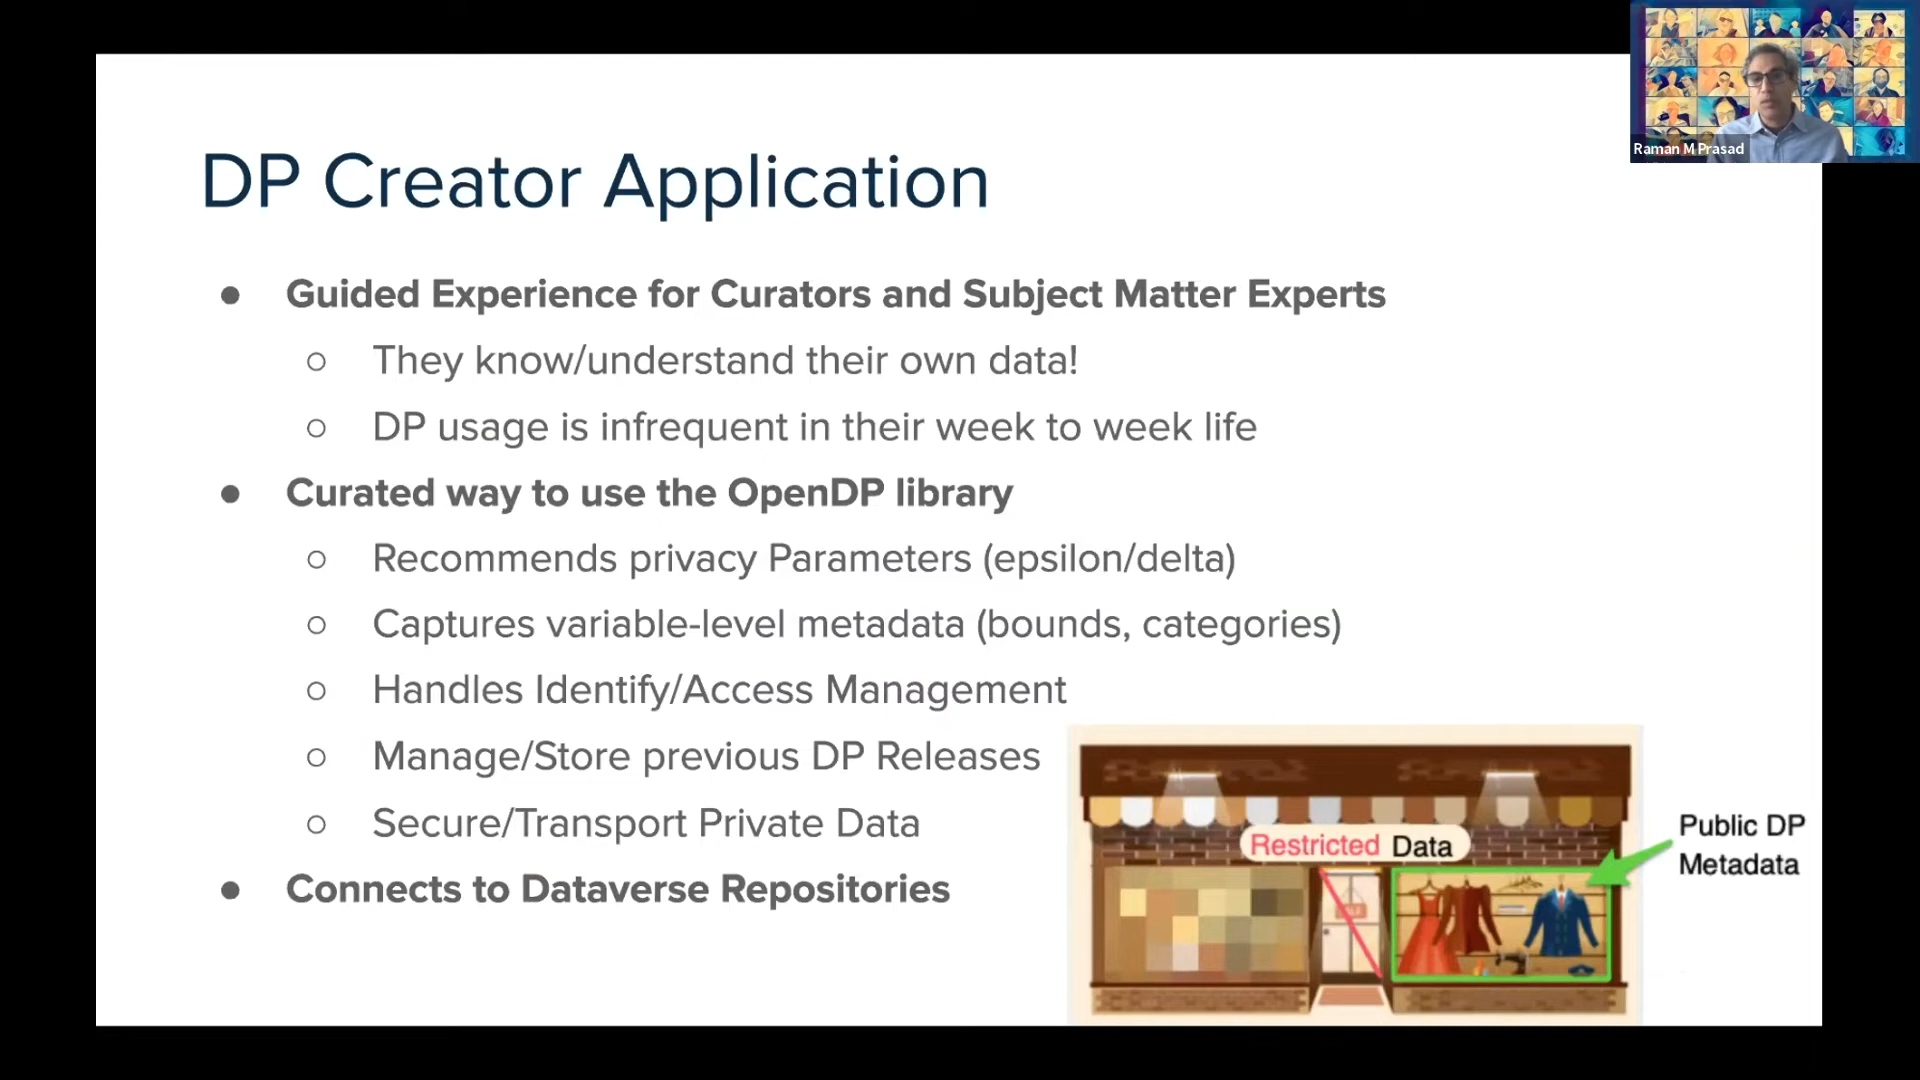 Raman M Prasad
DP Creator Application
● Guided Experience for Curators and Subject Matter Experts
○ They know/understand their own data!
○ DP usage is infrequent in their week to week life
● Curated way to use the OpenDP library
○ Recommends privacy Parameters (epsilon/delta)
○ Captures variable-level metadata (bounds, categories)
○ Handles Identify/Access Management
○ Manage/Store previous DP Releases
○ Secure/Transport Private Data
● Connects to Dataverse Repositories
Restricted Data
Public DP
Metadata